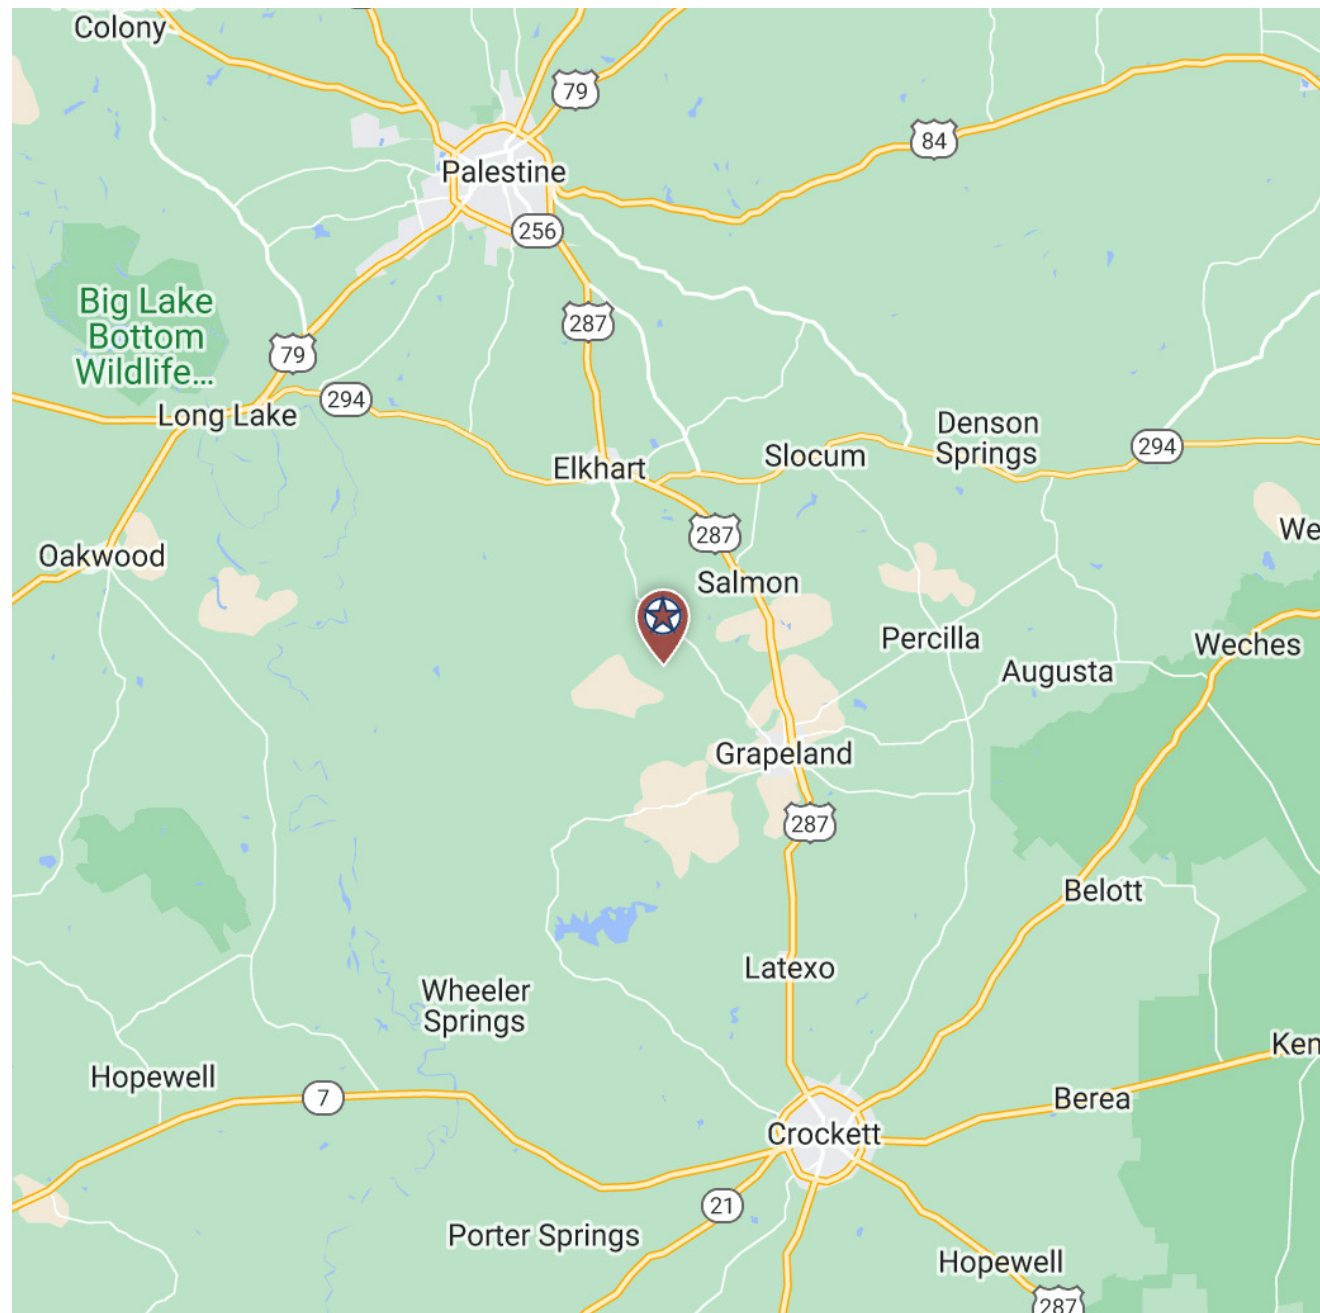 Colony
79
84
Palestine
256
Big Lake
Bottom
Wildlife...
287
79
294
Long Lake
Denson
Springs
294
Slocum
Elkhart
287
We
Oakwood
Salmon
Percilla
Weches
Augusta
Grapeland
287
Belott
Latexo
Wheeler
Springs
Ken
Hopewell
7
Berea
Crockett
21
Porter Springs
Hopewell
287